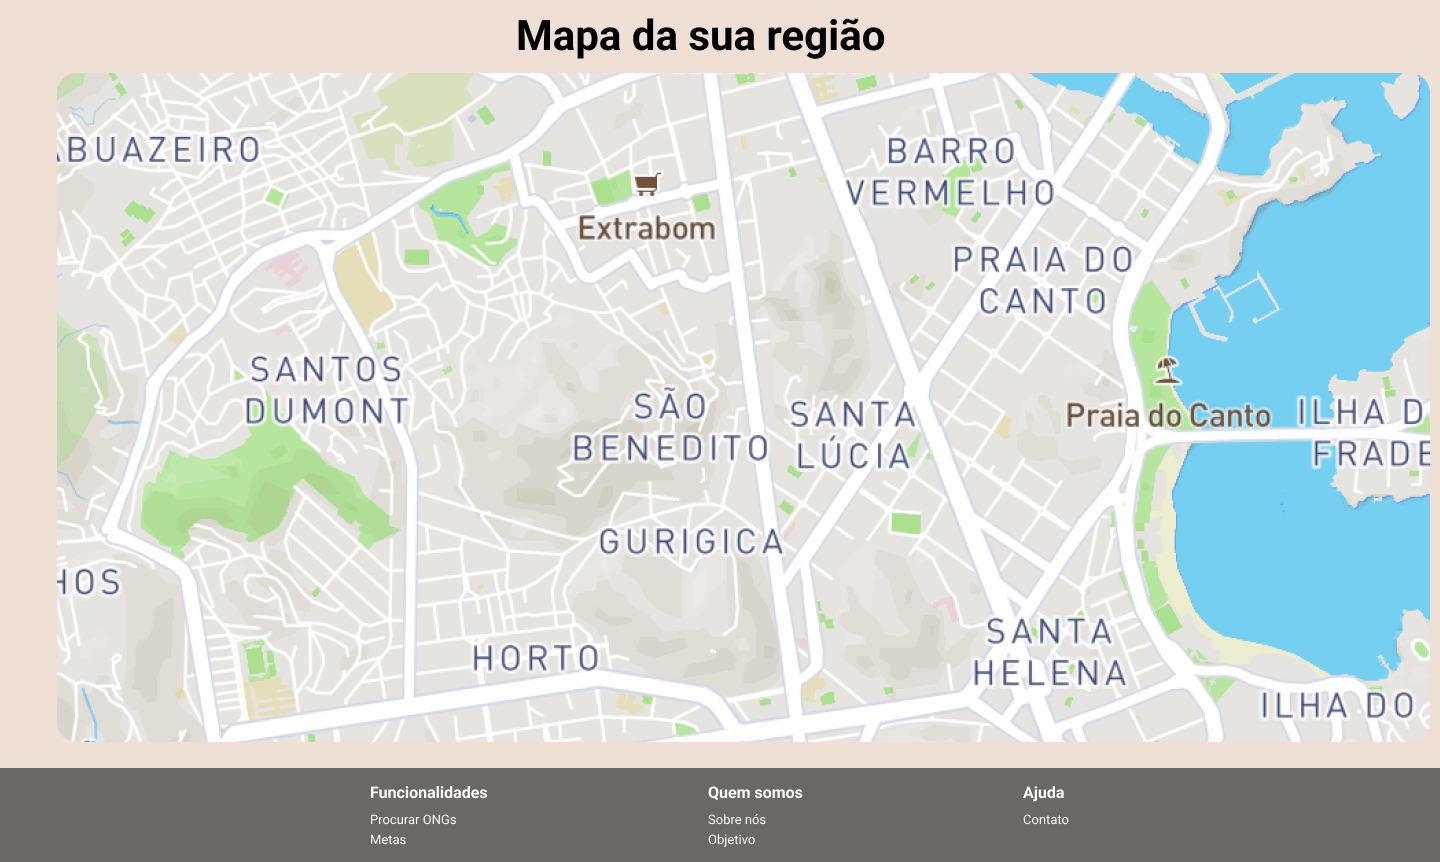 Mapa da sua região
ABUAZEIRO
BARRO
VERMELHO
Extrabom
PRAIA DO
CANTO
SANTOS
DUMONT
SÃO
BENEDITO
SANTA
LÚCIA
Praia do Canto
ILHA D
FRADE
GURIGICA
HOS
HORTO
SANTA
HELENA
ILHA DO
Funcionalidades
Procurar ONGs
Metas
Quem somos
Sobre nós
Objetivo
Ajuda
Contato